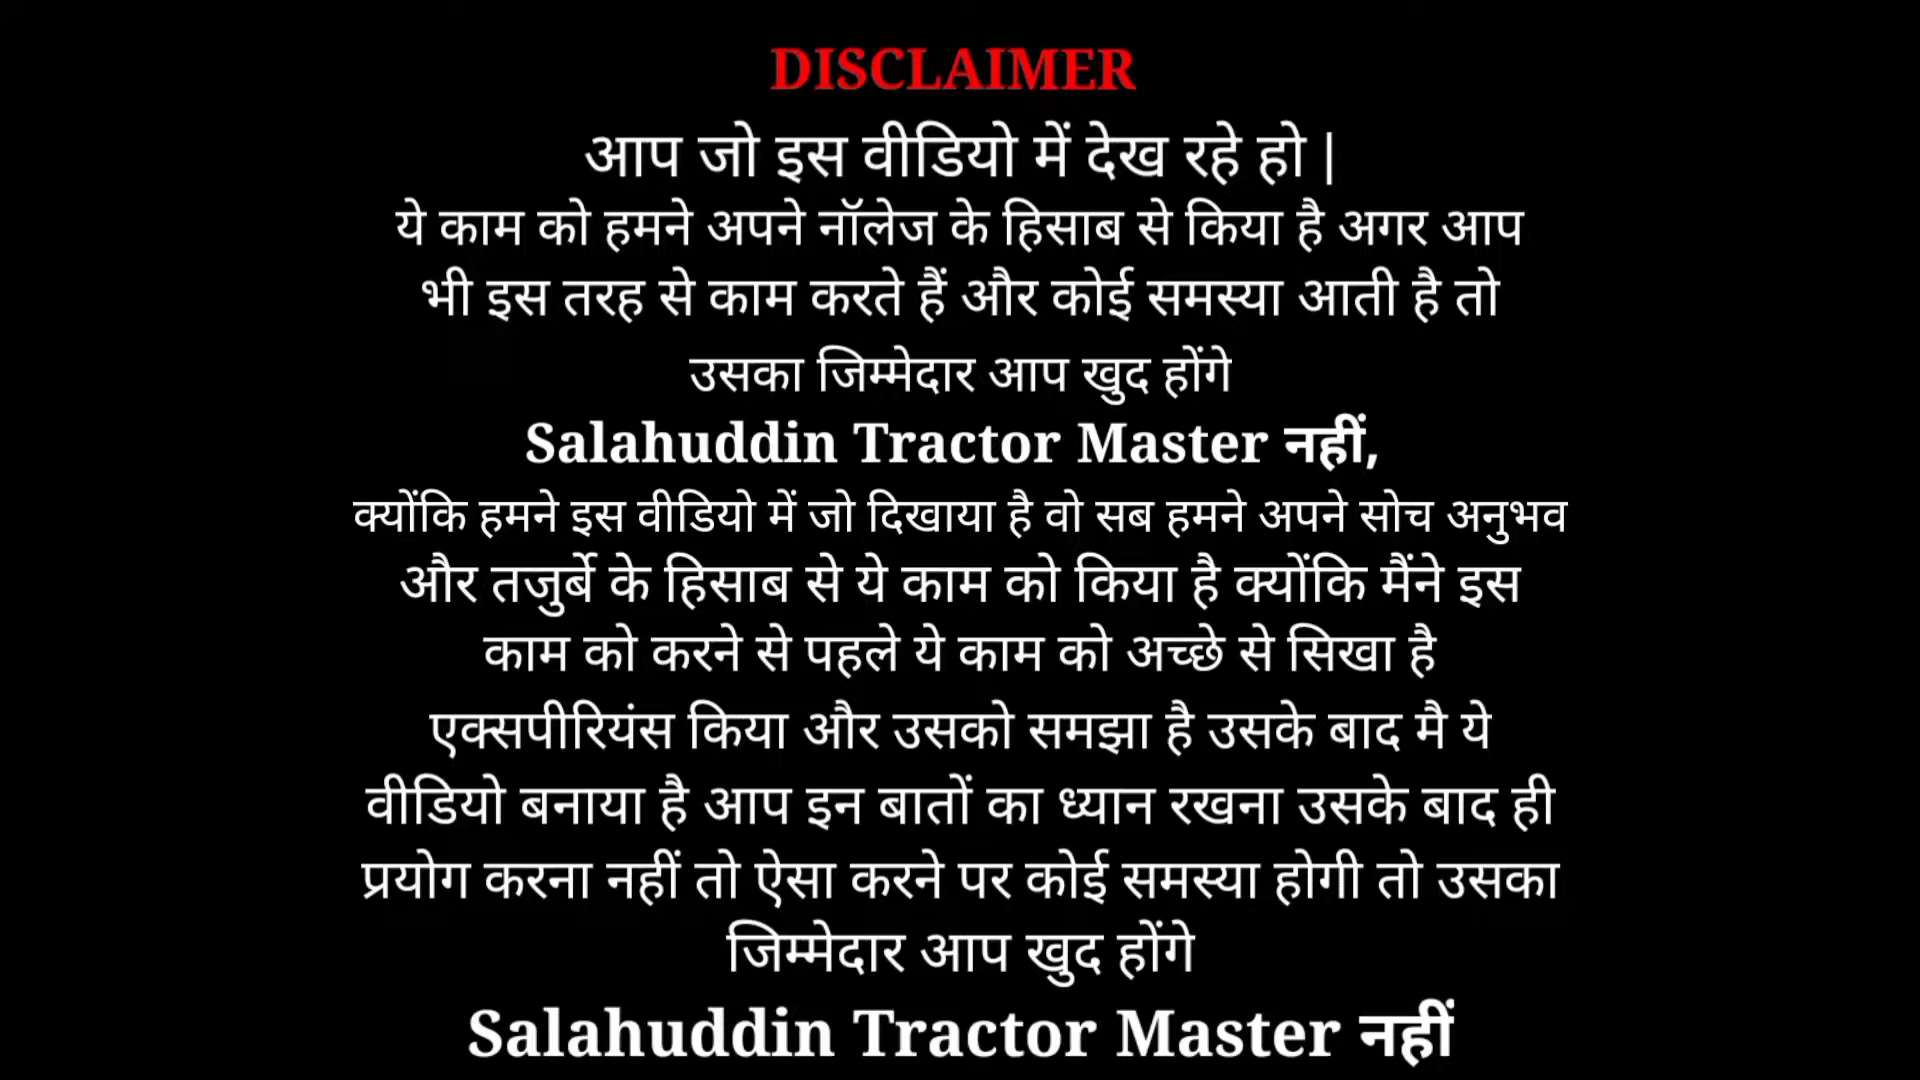 DISCLAIMER
आप जो इस वीडियो में देख रहे हो |
ये काम को हमने अपने नॉलेज के हिसाब से किया है अगर आप
भी इस तरह से काम करते हैं और कोई समस्या आती है तो
उसका जिम्मेदार आप खुद होंगे
Salahuddin Tractor Master नहीं,
क्योंकि हमने इस वीडियो में जो दिखाया है वो सब हमने अपने सोच अनुभव
और तजुर्बे के हिसाब से ये काम को किया है क्योंकि मैंने इस
काम को करने से पहले ये काम को अच्छे से सिखा है
एक्सपीरियंस किया और उसको समझा है उसके बाद मै ये
वीडियो बनाया है आप इन बातों का ध्यान रखना उसके बाद ही
प्रयोग करना नहीं तो ऐसा करने पर कोई समस्या होगी तो उसका
जिम्मेदार आप खुद होंगे
Salahuddin Tractor Master नहीं